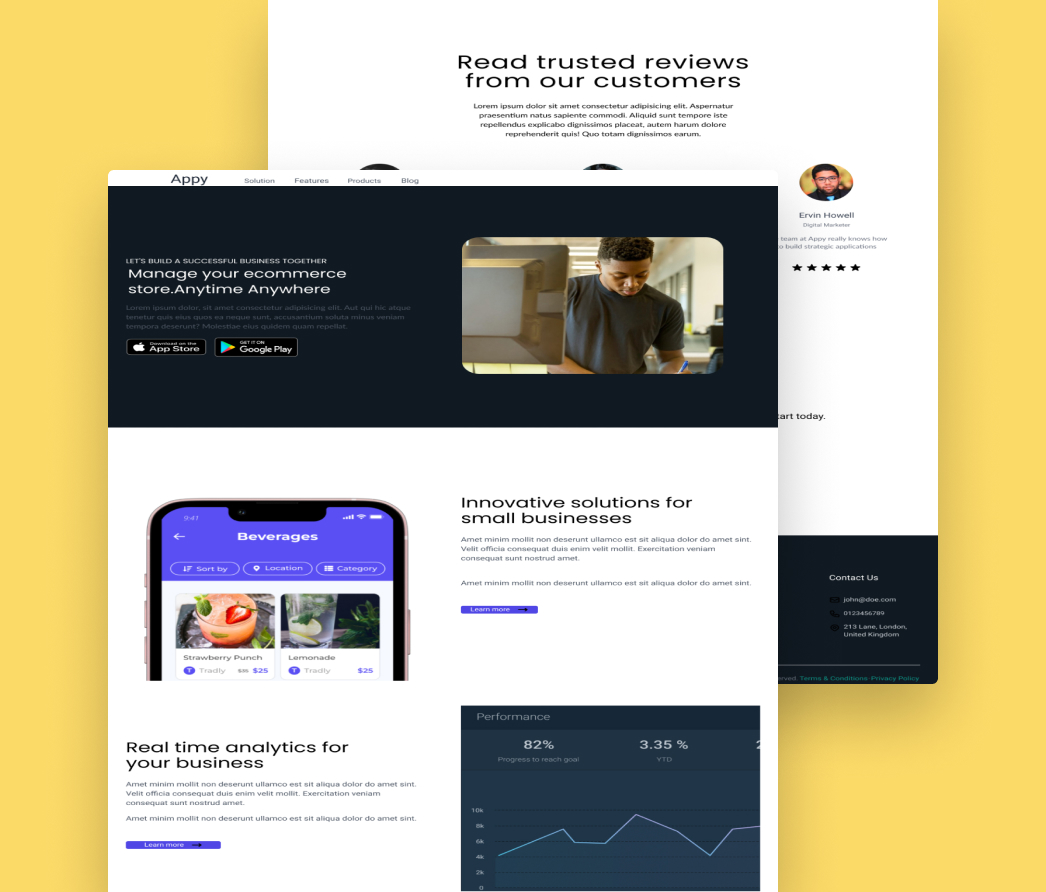 Read trusted reviews
from our customers
Lorem ipsum dolor sit amet consectetur adipisicing elit. Aspernatur
praesentium natus sapiente commodi. Aliquid sunt tempore iste
repellendus explicabo dignissimos placeat, autem harum dolore
reprehenderit quis! Quo totam dignissimos earum.
Ervin Howell
Digital Marketer
team at Appy really knows how
o build strategic applications
tart today.
Contact Us
john@doe.com
0123456789
213 Lane, London,
United Kingdom
erved. Terms & Conditions · Privacy Policy
Appy Solution Features Products Blog
LET'S BUILD A SUCCESSFUL BUSINESS TOGETHER
Manage your ecommerce
store.Anytime Anywhere
Lorem ipsum dolor, sit amet consectetur adipisicing elit. Aut qui hic atque
tenetur quis eius quos ea neque sunt, accusantium soluta minus veniam
tempora deserunt? Molestiae eius quidem quam repellat.
Download on the
App Store
GET IT ON
Google Play
9:41
Beverages
Sort by Location Category
Strawberry Punch Lemonade
T Tradly $35 $25 T Tradly $25
Innovative solutions for
small businesses
Amet minim mollit non deserunt ullamco est sit aliqua dolor do amet sint.
Velit officia consequat duis enim velit mollit. Exercitation veniam
consequat sunt nostrud amet.
Amet minim mollit non deserunt ullamco est sit aliqua dolor do amet sint.
Learn more
Real time analytics for
your business
Amet minim mollit non deserunt ullamco est sit aliqua dolor do amet sint.
Velit officia consequat duis enim velit mollit. Exercitation veniam
consequat sunt nostrud amet.
Amet minim mollit non deserunt ullamco est sit aliqua dolor do amet sint.
Learn more
Performance
82% 3.35 %
Progress to reach goal YTD
10k
8k
6k
4k
2k
0